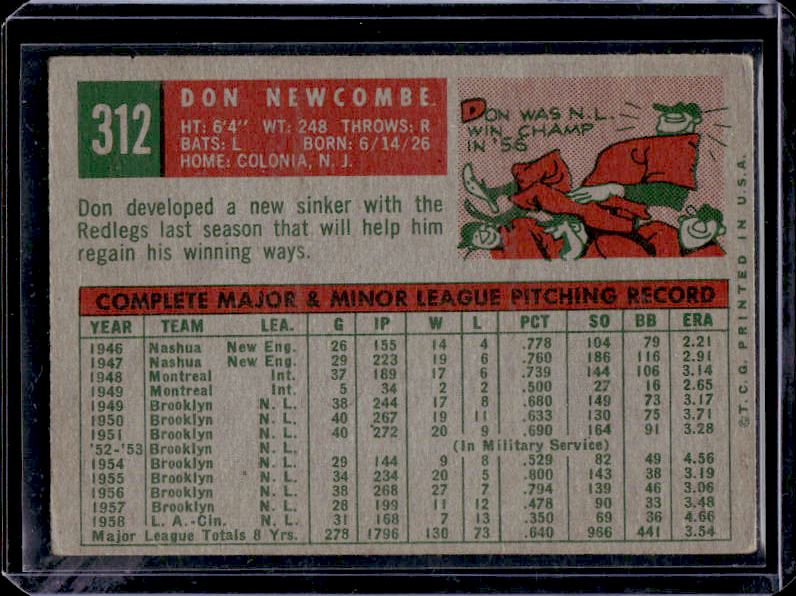 312
DON NEWCOMBE
HT: 6'4" WT: 248 THROWS: R
BATS: L BORN: 6/14/26
HOME: COLONIA, N. J.
Don developed a new sinker with the
Redlegs last season that will help him
regain his winning ways.
DON WAS N.L.
WIN CHAMP
IN '56
COMPLETE MAJOR & MINOR LEAGUE PITCHING RECORD
YEAR TEAM LEA. G IP W L PCT SO BB ERA
1946 Nashua New Eng. 26 155 14 4 .778 104 79 2.21
1947 Nashua New Eng. 29 223 19 6 .760 186 116 2.91
1948 Montreal Int. 37 189 17 6 .739 144 106 3.14
1949 Montreal Int. 5 34 2 2 .500 27 16 2.65
1949 Brooklyn N. L. 38 244 17 8 .680 149 73 3.17
1950 Brooklyn N. L. 40 267 19 11 .633 130 75 3.71
1951 Brooklyn N. L. 40 272 20 9 .690 164 91 3.28
'52-'53 Brooklyn N. L. (In Military Service)
1954 Brooklyn N. L. 29 144 9 8 .529 82 49 4.56
1955 Brooklyn N. L. 34 234 20 5 .800 143 38 3.19
1956 Brooklyn N. L. 38 268 27 7 .794 139 46 3.06
1957 Brooklyn N. L. 28 199 11 12 .478 90 33 3.48
1958 L. A.-Cin. N. L. 31 168 7 13 .350 69 36 4.66
Major League Totals 8 Yrs. 278 1796 130 73 .640 966 441 3.54
©T. C. G. PRINTED IN U.S.A.